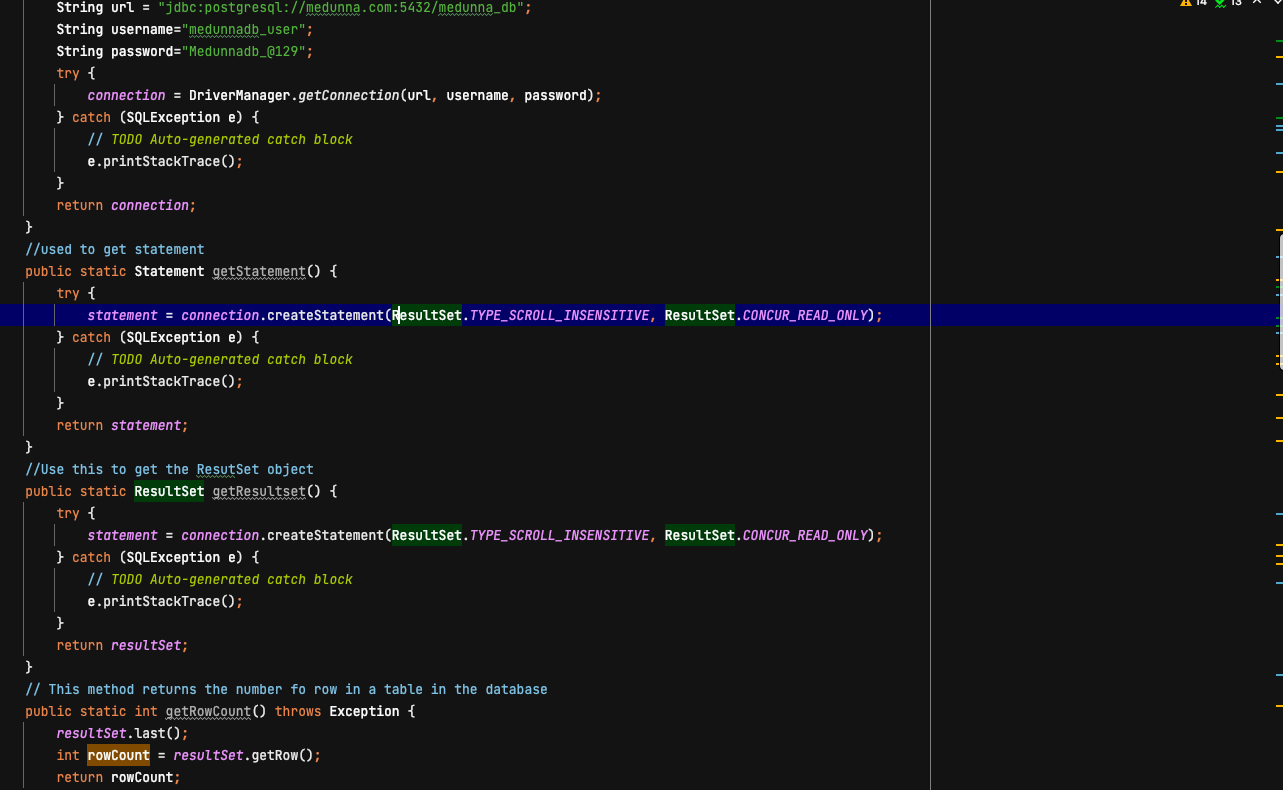 14 13
String url = "jdbc:postgresql://medunna.com:5432/medunna_db";
String username="medunnadb_user";
String password="Medunnadb_@129";
try {
connection = DriverManager.getConnection(url, username, password);
} catch (SQLException e) {
// TODO Auto-generated catch block
e.printStackTrace();
}
return connection;
}
//used to get statement
public static Statement getStatement() {
try {
statement = connection.createStatement(ResultSet.TYPE_SCROLL_INSENSITIVE, ResultSet.CONCUR_READ_ONLY);
} catch (SQLException e) {
// TODO Auto-generated catch block
e.printStackTrace();
}
return statement;
}
//Use this to get the ResutSet object
public static ResultSet getResultset() {
try {
statement = connection.createStatement(ResultSet.TYPE_SCROLL_INSENSITIVE, ResultSet.CONCUR_READ_ONLY);
} catch (SQLException e) {
// TODO Auto-generated catch block
e.printStackTrace();
}
return resultSet;
}
// This method returns the number fo row in a table in the database
public static int getRowCount() throws Exception {
resultSet.last();
int rowCount = resultSet.getRow();
return rowCount;